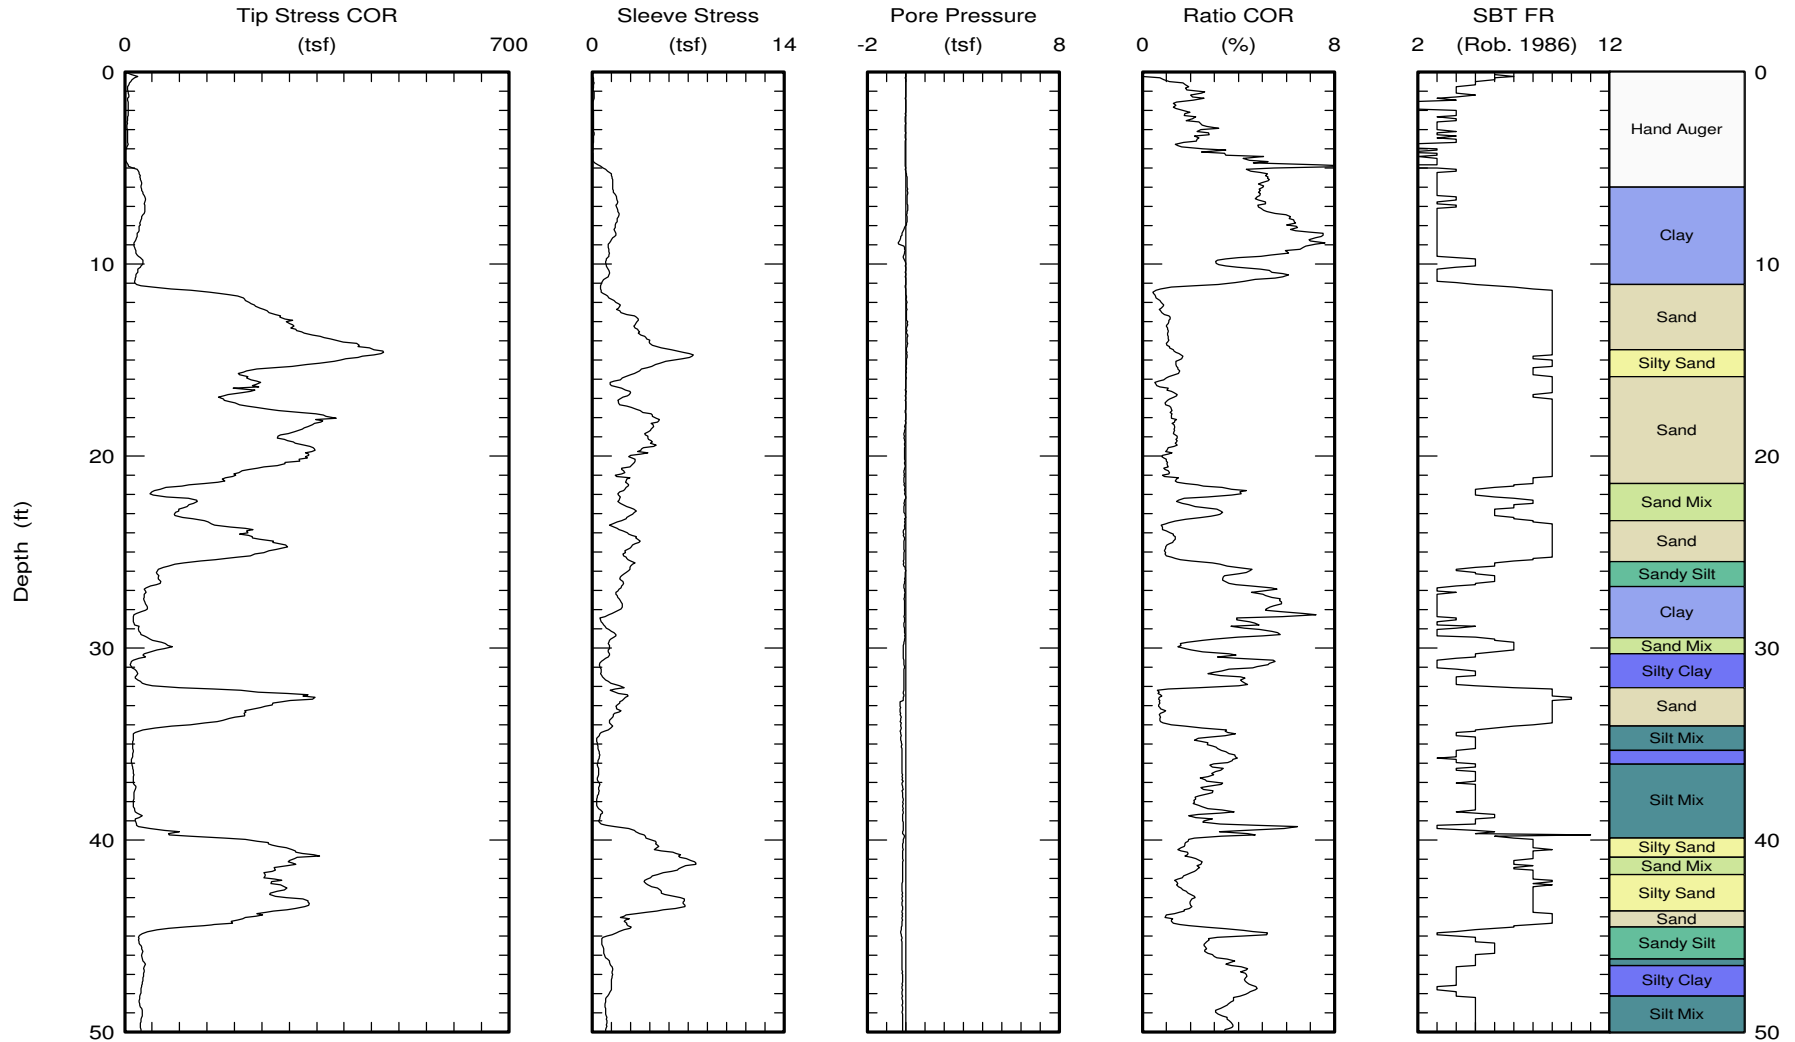 Tip Stress COR Sleeve Stress Pore Pressure Ratio COR SBT FR
0 (tsf) 700 0 (tsf) 14 -2 (tsf) 8 0 (%) 8 2 (Rob. 1986) 12
0 0
Hand Auger
Clay
10 10
Sand
Silty Sand
Sand
20 20
Sand Mix
Sand
Depth (ft)
Sandy Silt
Clay
Sand Mix
30 30
Silty Clay
Sand
Silt Mix
Silt Mix
40 40
Silty Sand
Sand Mix
Silty Sand
Sand
Sandy Silt
Silty Clay
Silt Mix
50 50